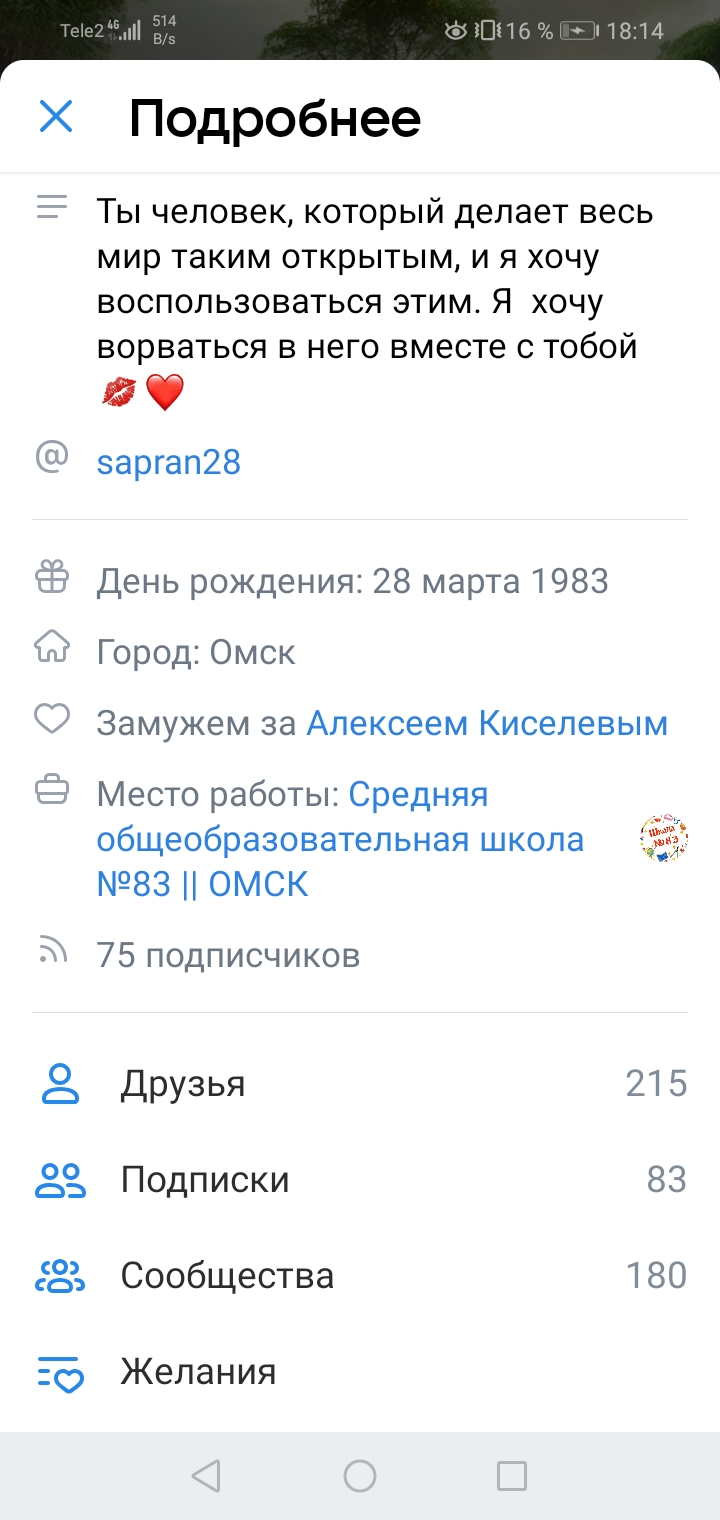 Tele2 4G 514 B/s 16 % 18:14
Подробнее
Ты человек, который делает весь
мир таким открытым, и я хочу
воспользоваться этим. Я  хочу
ворваться в него вместе с тобой
💋❤️
@ sapran28
День рождения: 28 марта 1983
Город: Омск
Замужем за Алексеем Киселевым
Место работы: Средняя
общеобразовательная школа
№83 || ОМСК
Школа
№83
75 подписчиков
Друзья 215
Подписки 83
Сообщества 180
Желания